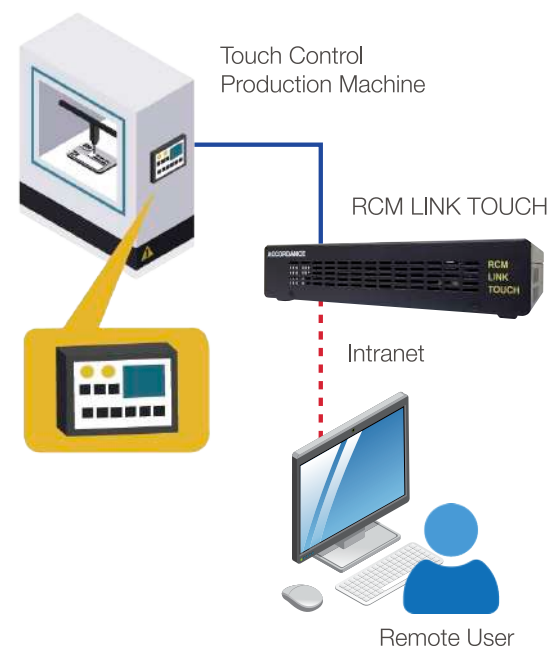 Touch Control
Production Machine
RCM LINK TOUCH
ACCORDANCE
RCM
LINK
TOUCH
Intranet
Remote User